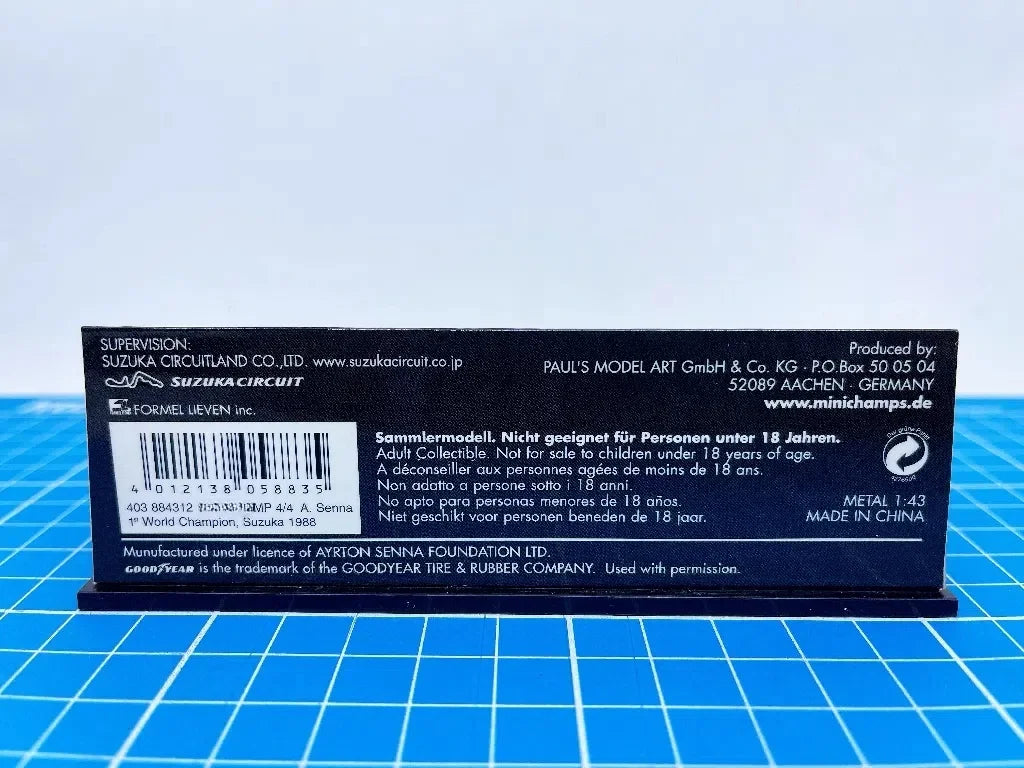 SUPERVISION:
SUZUKA CIRCUITLAND CO.,LTD. www.suzukacircuit.co.jp
SUZUKA CIRCUIT
FORMEL LIEVEN inc.
Produced by:
PAUL'S MODEL ART GmbH & Co. KG · P.O.Box 50 05 04
52089 AACHEN · GERMANY
www.minichamps.de
4 012138 058835
403 884312 4/4 A. Senna
1st World Champion, Suzuka 1988
Sammlermodell. Nicht geeignet für Personen unter 18 Jahren.
Adult Collectible. Not for sale to children under 18 years of age.
A déconseiller aux personnes agées de moins de 18 ans.
Non adatto a persone sotto i 18 anni.
No apto para personas menores de 18 años.
Niet geschikt voor personen beneden de 18 jaar.
Der grüne Punkt
METAL 1:43
MADE IN CHINA
Manufactured under licence of AYRTON SENNA FOUNDATION LTD.
GOODYEAR is the trademark of the GOODYEAR TIRE & RUBBER COMPANY. Used with permission.